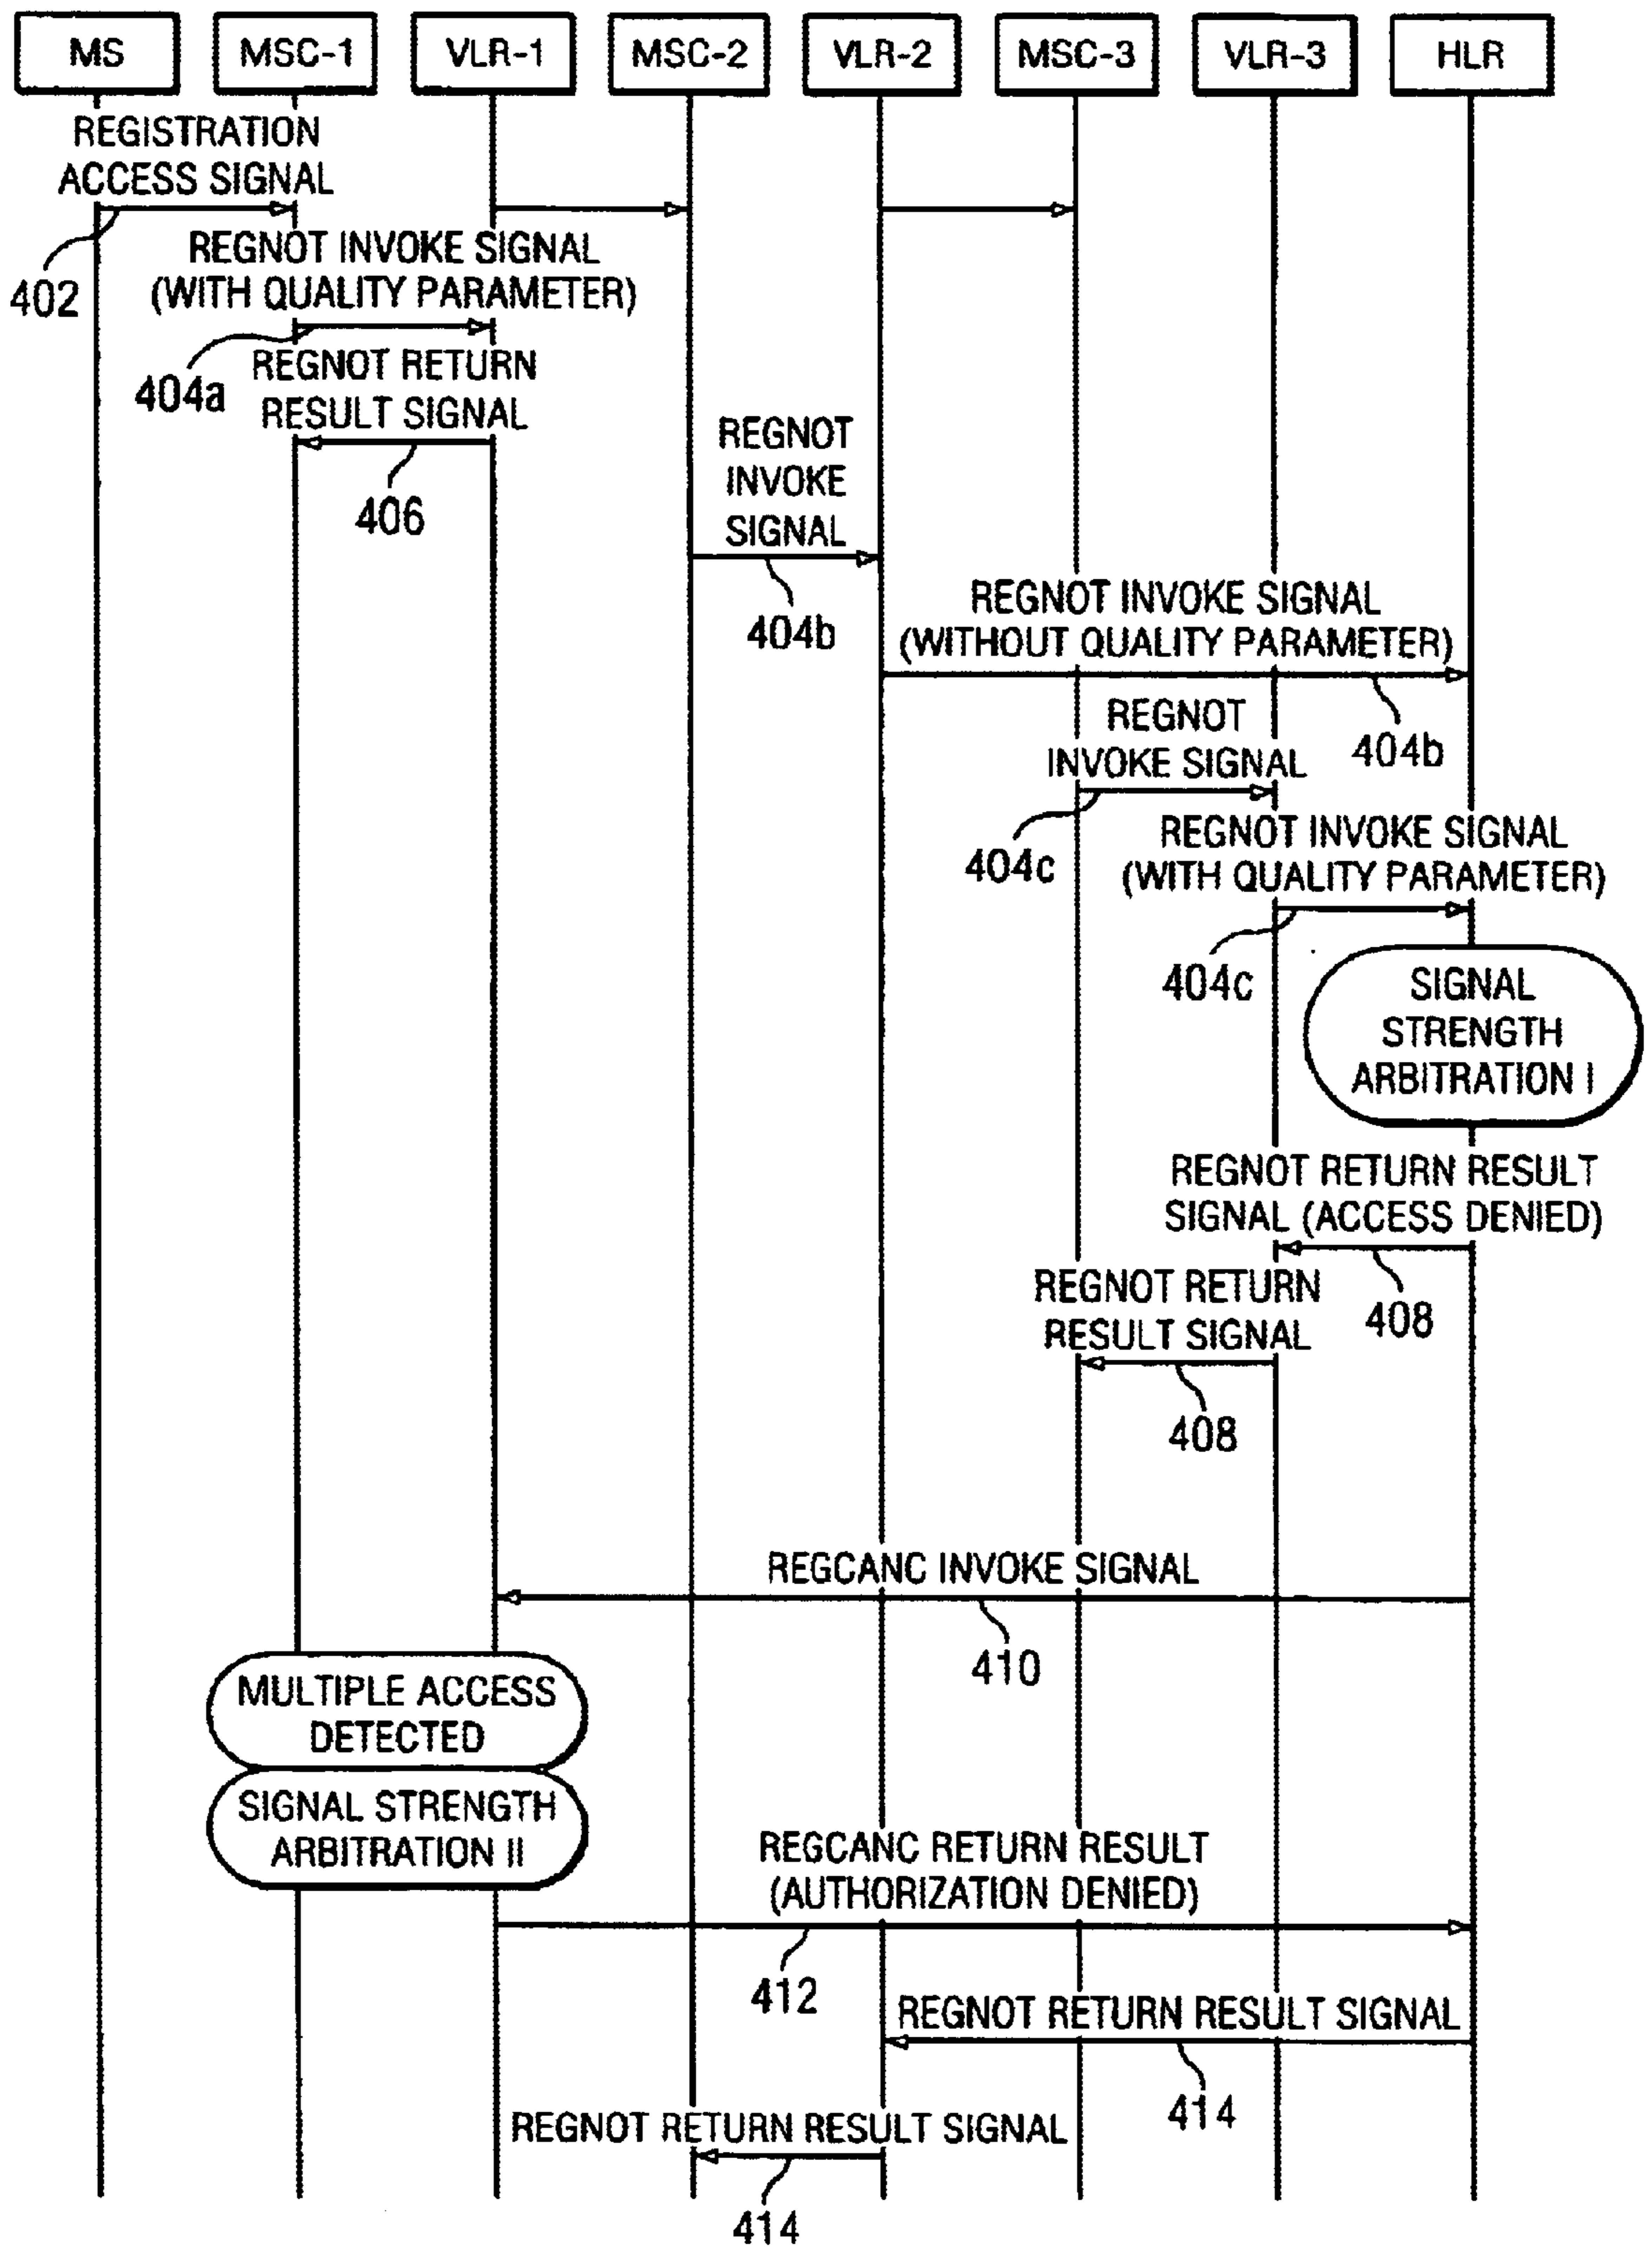 MS MSC-1 VLR-1 MSC-2 VLR-2 MSC-3 VLR-3 HLR
REGISTRATION
ACCESS SIGNAL
402
REGNOT INVOKE SIGNAL
(WITH QUALITY PARAMETER)
404a
REGNOT RETURN
RESULT SIGNAL
406
REGNOT
INVOKE
SIGNAL
404b
REGNOT INVOKE SIGNAL
(WITHOUT QUALITY PARAMETER)
404b
REGNOT
INVOKE SIGNAL
404c
REGNOT INVOKE SIGNAL
(WITH QUALITY PARAMETER)
404c
SIGNAL
STRENGTH
ARBITRATION I
REGNOT RETURN RESULT
SIGNAL (ACCESS DENIED)
408
REGNOT RETURN
RESULT SIGNAL
408
REGCANC INVOKE SIGNAL
410
MULTIPLE ACCESS
DETECTED
SIGNAL STRENGTH
ARBITRATION II
REGCANC RETURN RESULT
(AUTHORIZATION DENIED)
412
REGNOT RETURN RESULT SIGNAL
414
REGNOT RETURN RESULT SIGNAL
414